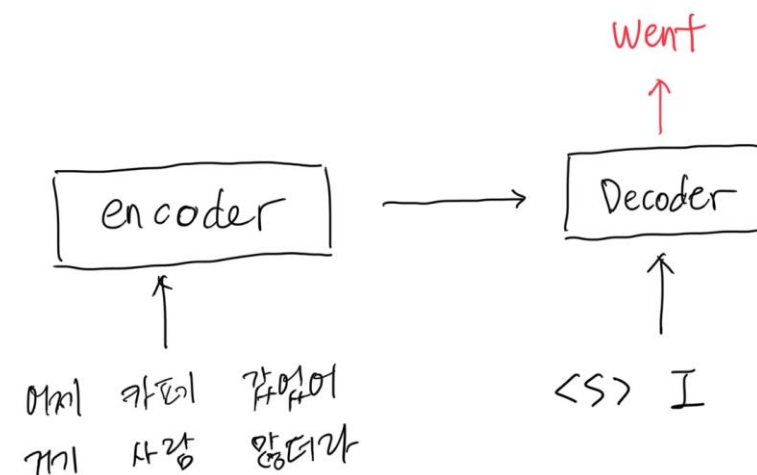 went
encoder
Decoder
어제 카페 갔었어
거기 사람 많더라
<S> I